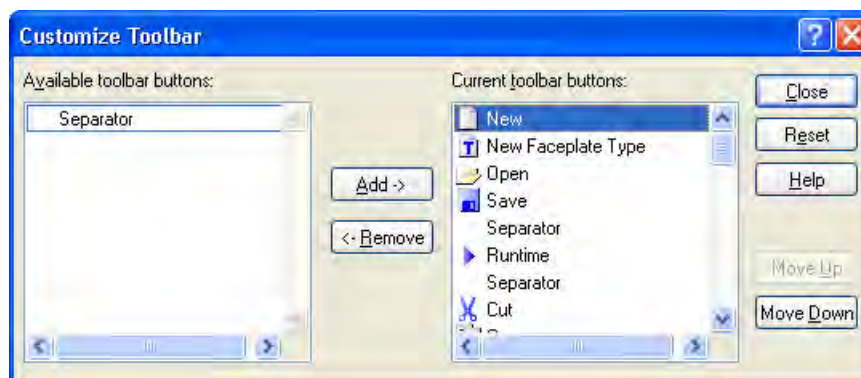 Customize Toolbar
Available toolbar buttons:
Separator
Add ->
<- Remove
Current toolbar buttons:
New
New Faceplate Type
Open
Save
Separator
Runtime
Separator
Cut
Close
Reset
Help
Move Up
Move Down